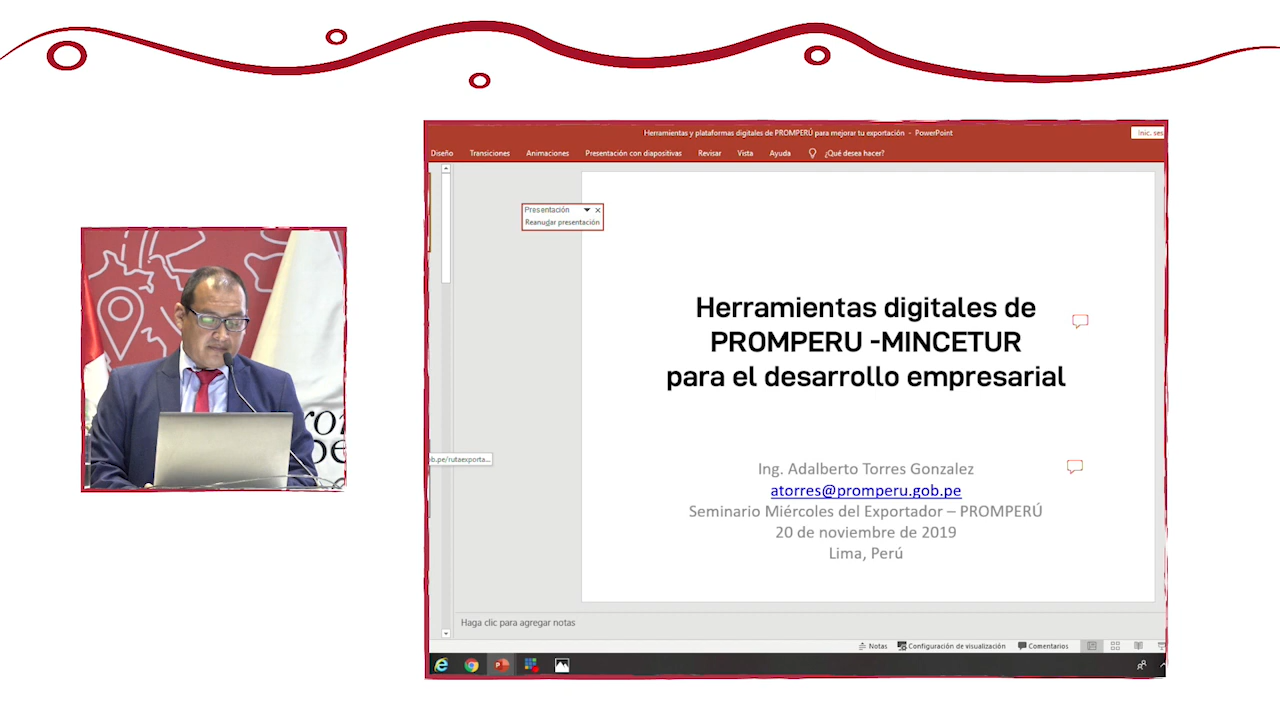 Herramientas y plataformas digitales de PROMPERÚ para mejorar tu exportación - PowerPoint
Inic. ses
Diseño Transiciones Animaciones Presentación con diapositivas Revisar Vista Ayuda ¿Qué desea hacer?
Presentación
Reanudar presentación
Herramientas digitales de
PROMPERU -MINCETUR
para el desarrollo empresarial
ob.pe/rutaexporta...
Ing. Adalberto Torres Gonzalez
atorres@promperu.gob.pe
Seminario Miércoles del Exportador – PROMPERÚ
20 de noviembre de 2019
Lima, Perú
Haga clic para agregar notas
Notas Configuración de visualización Comentarios